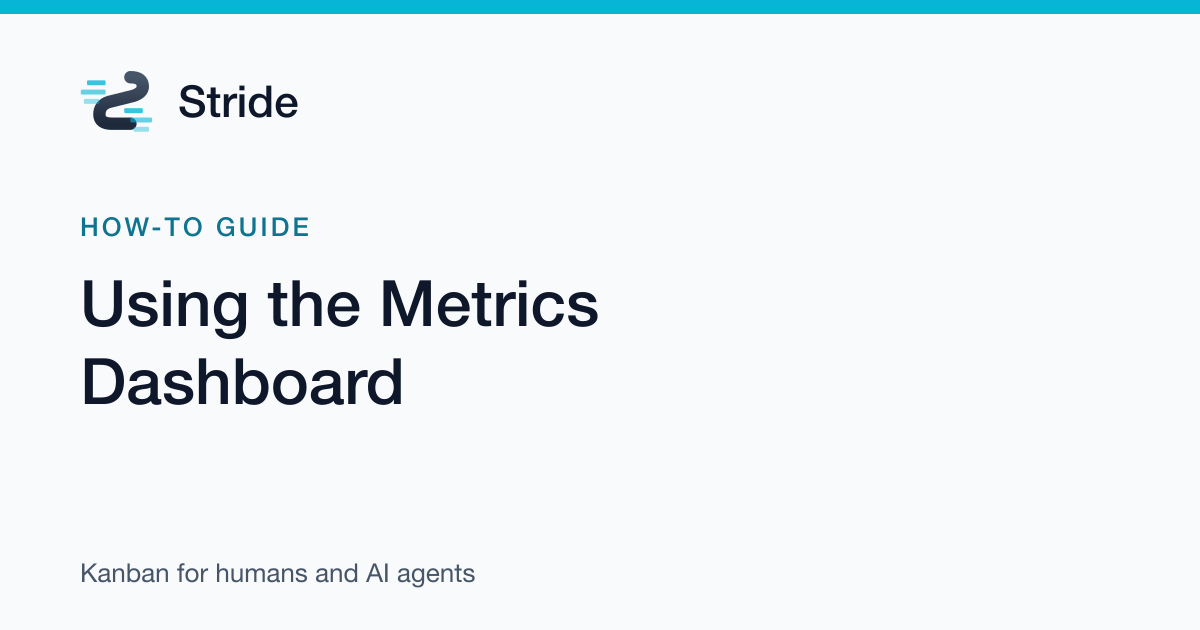 Stride
HOW-TO GUIDE
Using the Metrics
Dashboard
Kanban for humans and AI agents